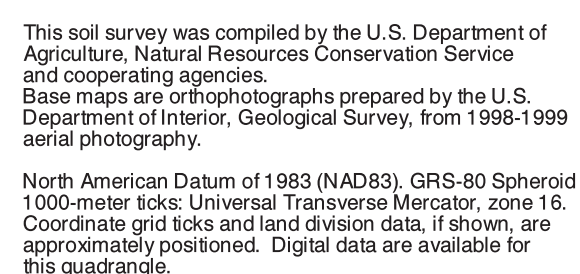 This soil survey was compiled by the U.S. Department of
Agriculture, Natural Resources Conservation Service
and cooperating agencies.
Base maps are orthophotographs prepared by the U.S.
Department of Interior, Geological Survey, from 1998-1999
aerial photography.

North American Datum of 1983 (NAD83). GRS-80 Spheroid
1000-meter ticks: Universal Transverse Mercator, zone 16.
Coordinate grid ticks and land division data, if shown, are
approximately positioned.  Digital data are available for
this quadrangle.